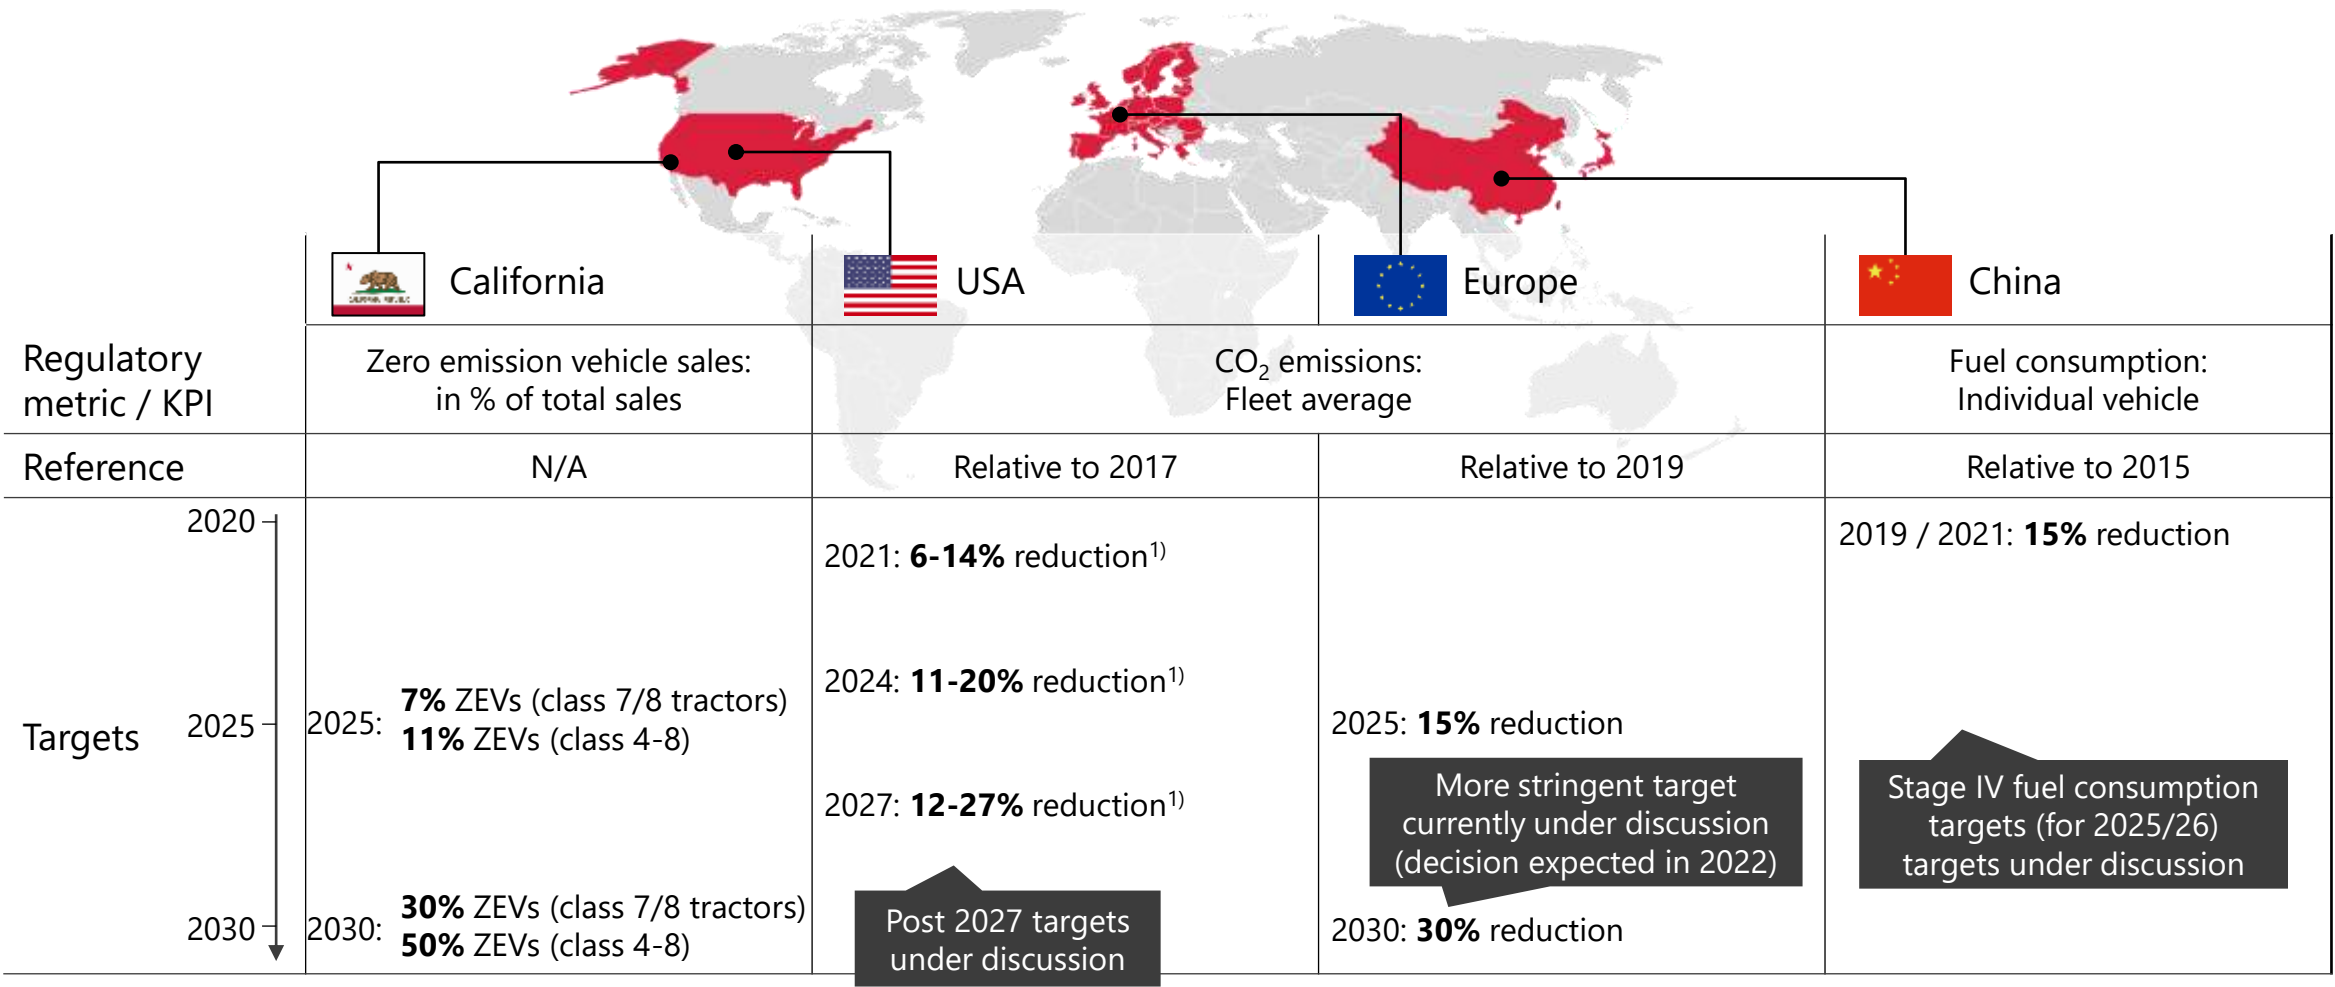 California
USA
Europe
China
Regulatory
metric / KPI
Zero emission vehicle sales:
in % of total sales
CO₂ emissions:
Fleet average
Fuel consumption:
Individual vehicle
Reference
N/A
Relative to 2017
Relative to 2019
Relative to 2015
Targets
2020
2025
2030
2025:
7% ZEVs (class 7/8 tractors)
11% ZEVs (class 4-8)
2030:
30% ZEVs (class 7/8 tractors)
50% ZEVs (class 4-8)
2021: 6-14% reduction¹⁾
2024: 11-20% reduction¹⁾
2027: 12-27% reduction¹⁾
Post 2027 targets
under discussion
2025: 15% reduction
More stringent target
currently under discussion
(decision expected in 2022)
2030: 30% reduction
2019 / 2021: 15% reduction
Stage IV fuel consumption
targets (for 2025/26)
targets under discussion